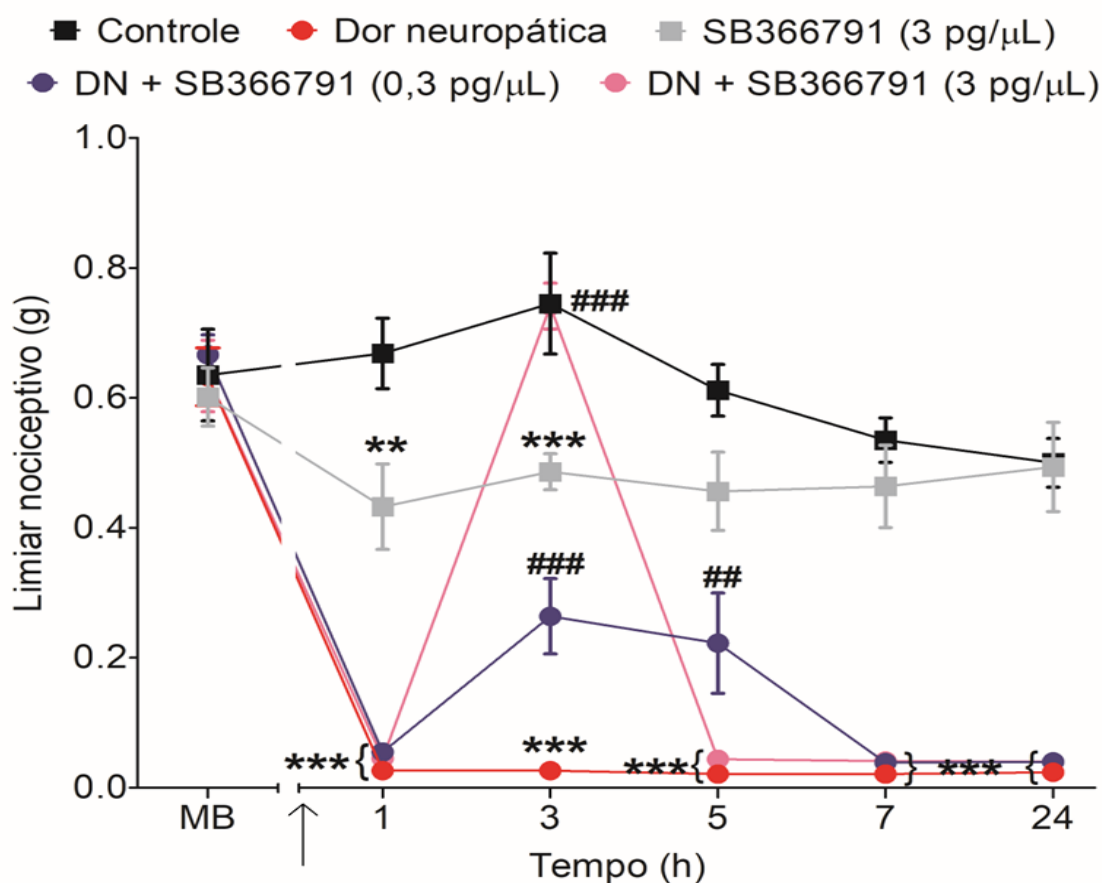 Controle Dor neuropática SB366791 (3 pg/μL)
DN + SB366791 (0,3 pg/μL) DN + SB366791 (3 pg/μL)
Limiar nociceptivo (g)
1.0
0.8
0.6
0.4
0.2
0.0
###
** ***
### ##
*** { *** *** { } *** {
MB 1 3 5 7 24
Tempo (h)